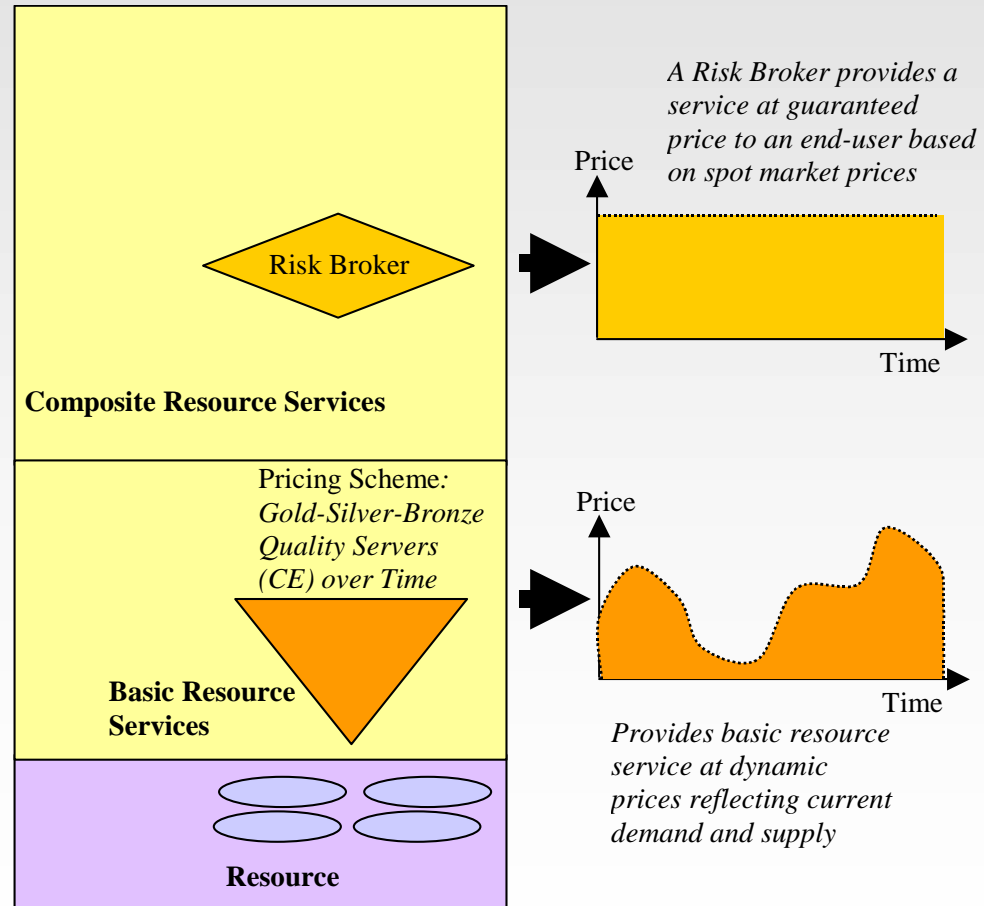 A Risk Broker provides a
service at guaranteed
price to an end-user based
on spot market prices
Price
Risk Broker
Time
Composite Resource Services
Pricing Scheme:
Gold-Silver-Bronze
Quality Servers
(CE) over Time
Price
Basic Resource
Services
Time
Provides basic resource
service at dynamic
prices reflecting current
demand and supply
Resource